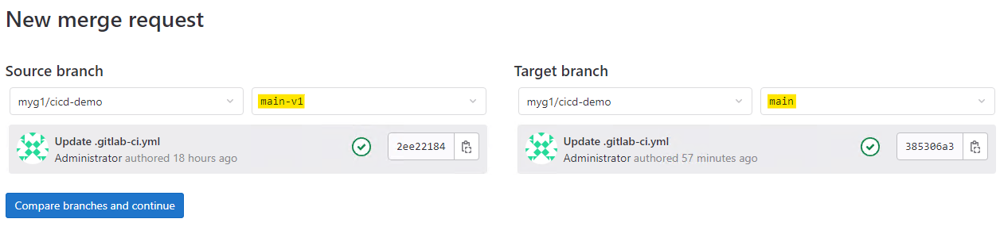 New merge request
Source branch
myg1/cicd-demo
main-v1
Update .gitlab-ci.yml
Administrator authored 18 hours ago
2ee22184
Target branch
myg1/cicd-demo
main
Update .gitlab-ci.yml
Administrator authored 57 minutes ago
385306a3
Compare branches and continue